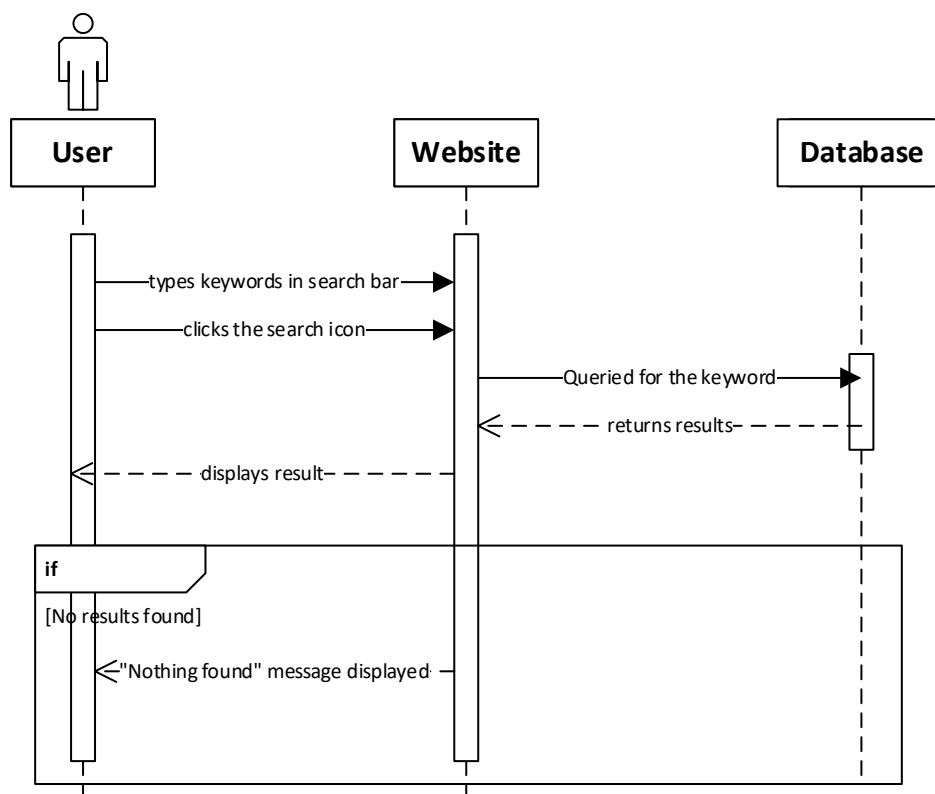 User
Website
Database
types keywords in search bar
clicks the search icon
Queried for the keyword
returns results
displays result
if
[No results found]
"Nothing found" message displayed